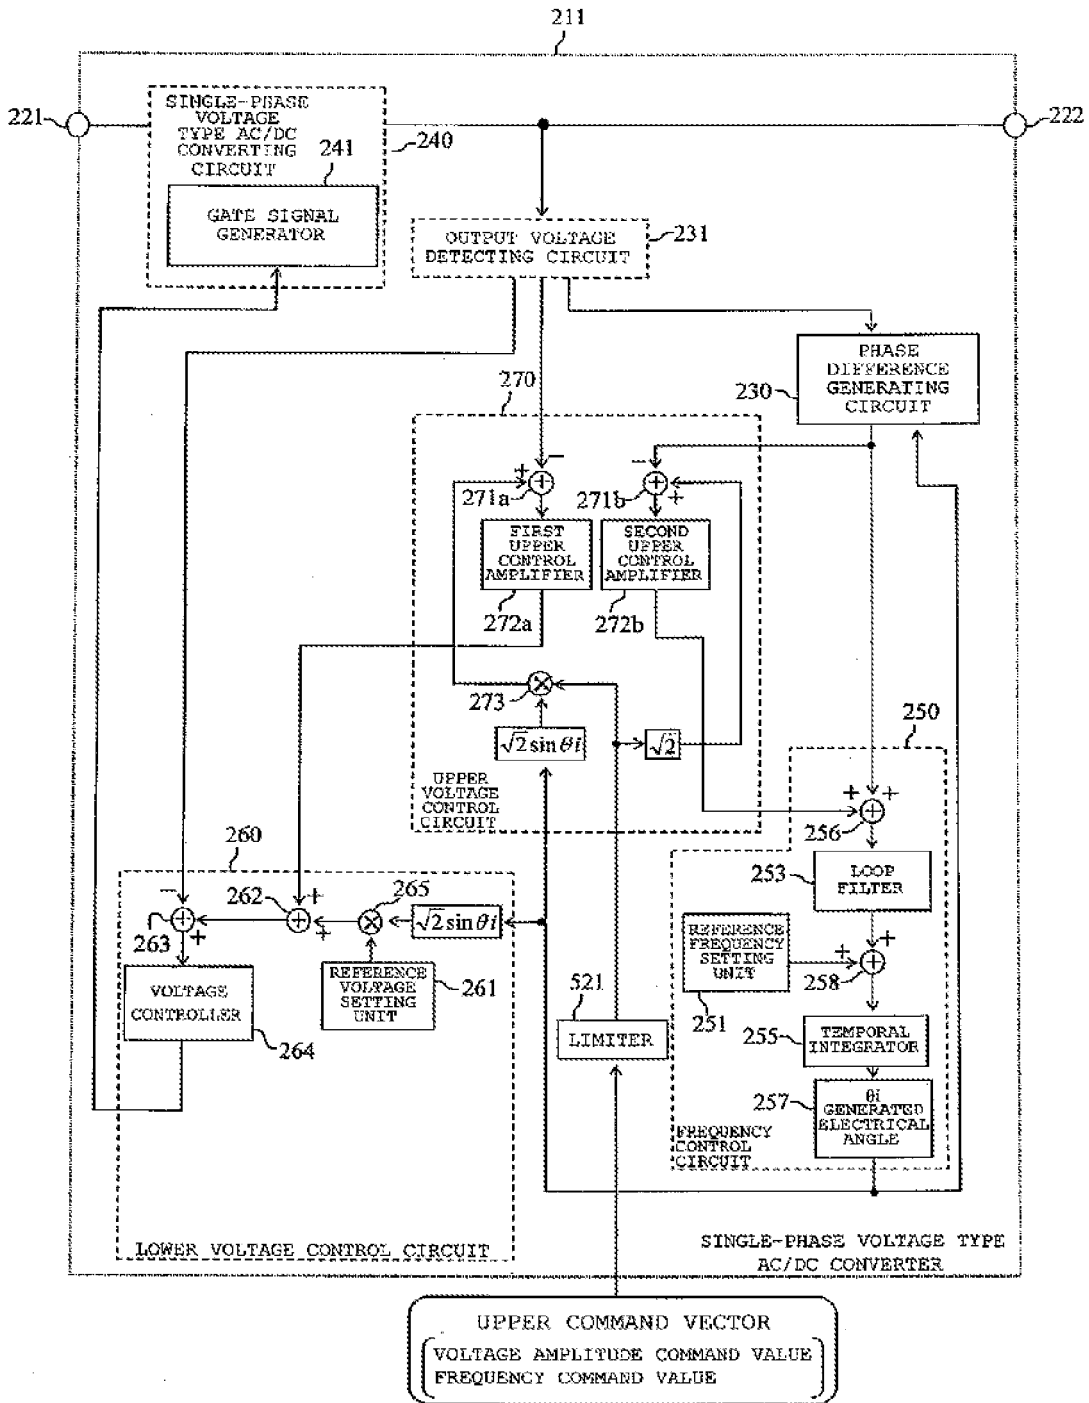 211
221
SINGLE-PHASE
VOLTAGE
TYPE AC/DC
CONVERTING
CIRCUIT
240
222
241
GATE SIGNAL
GENERATOR
OUTPUT VOLTAGE
DETECTING CIRCUIT
231
PHASE
DIFFERENCE
GENERATING
CIRCUIT
230
270
−
+
+
271a
−
+
+
271b
FIRST
UPPER
CONTROL
AMPLIFIER
SECOND
UPPER
CONTROL
AMPLIFIER
272a
272b
273
×
√2 sin θi
√2
UPPER
VOLTAGE
CONTROL
CIRCUIT
250
+
+
+
256
253
LOOP
FILTER
260
−
+
+
263
262
+
+
+
265
×
√2 sin θi
REFERENCE
VOLTAGE
SETTING
UNIT
261
VOLTAGE
CONTROLLER
264
521
LIMITER
REFERENCE
FREQUENCY
SETTING
UNIT
251
+
+
+
258
255
TEMPORAL
INTEGRATOR
257
θi
GENERATED
ELECTRICAL
ANGLE
FREQUENCY
CONTROL
CIRCUIT
LOWER VOLTAGE CONTROL CIRCUIT
SINGLE-PHASE VOLTAGE TYPE
AC/DC CONVERTER
UPPER COMMAND VECTOR
VOLTAGE AMPLITUDE COMMAND VALUE
FREQUENCY COMMAND VALUE